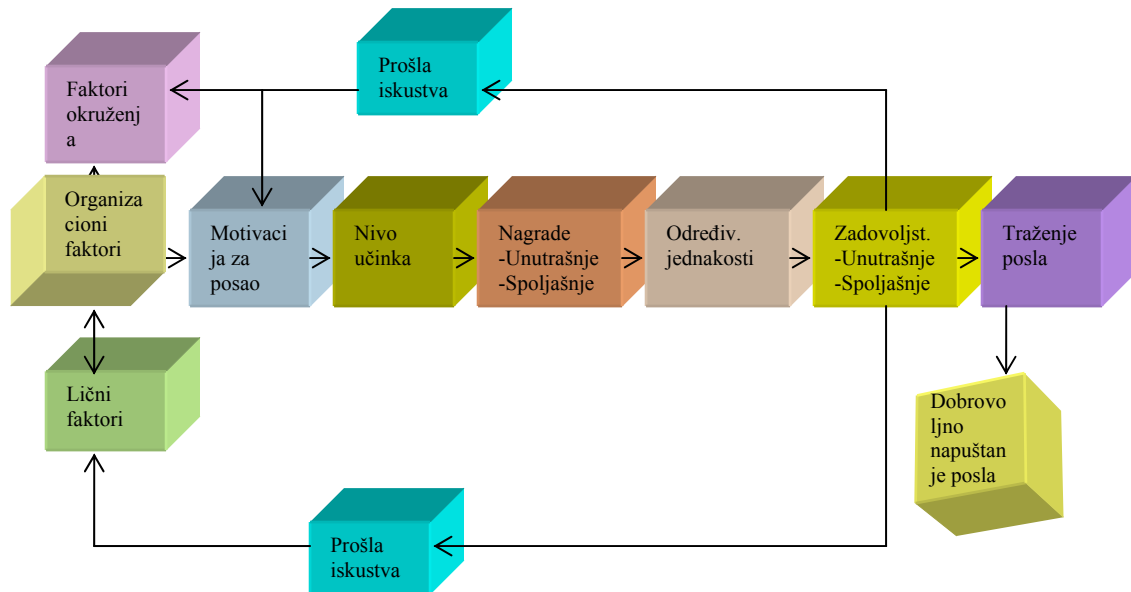 Prošla
iskustva
Faktori
okruženj
a
Organiza
cioni
faktori
Motivaci
ja za
posao
Nivo
učinka
Nagrade
-Unutrašnje
-Spoljašnje
Određiv.
jednakosti
Zadovoljst.
-Unutrašnje
-Spoljašnje
Traženje
posla
Lični
faktori
Dobrovo
ljno
napuštan
je posla
Prošla
iskustva